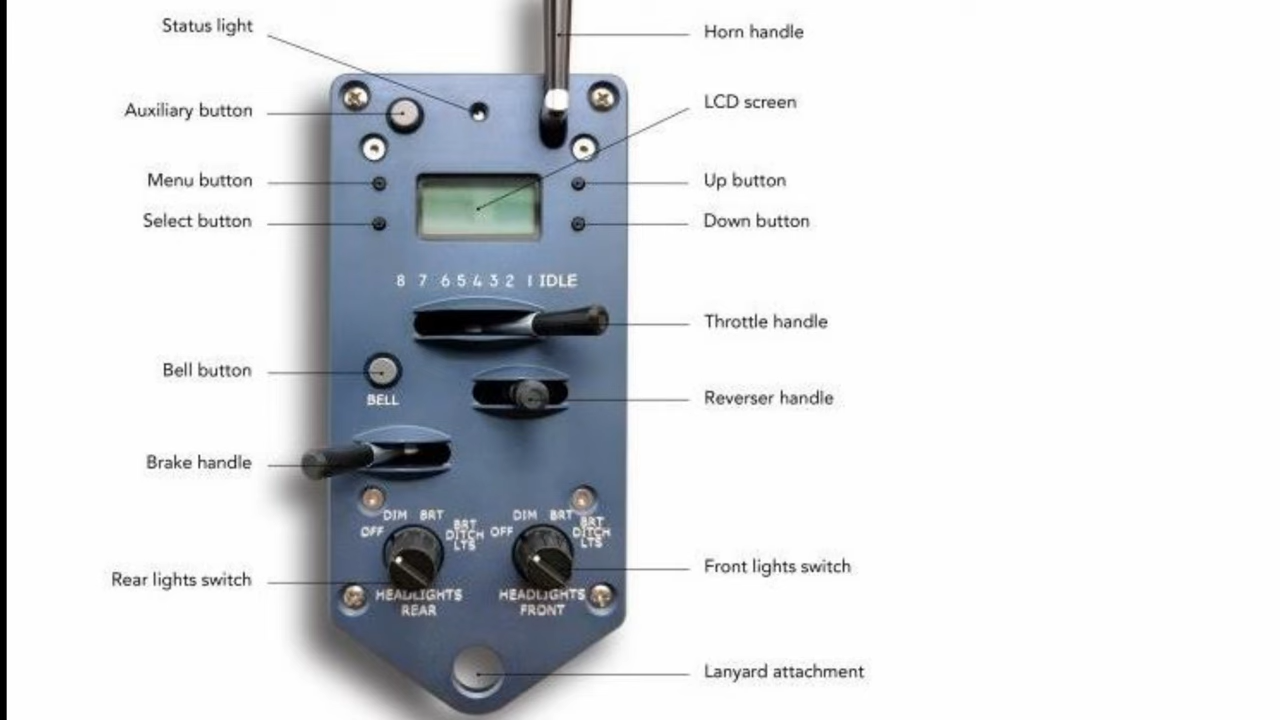 Status light
Horn handle
LCD screen
Auxiliary button
Menu button
Up button
Select button
Down button
8 7 6 5 4 3 2 1 IDLE
Throttle handle
Bell button
BELL
Reverser handle
Brake handle
OFF DIM BRT BRT DITCH LTS
OFF DIM BRT BRT DITCH LTS
Rear lights switch
Front lights switch
HEADLIGHTS
REAR
HEADLIGHTS
FRONT
Lanyard attachment